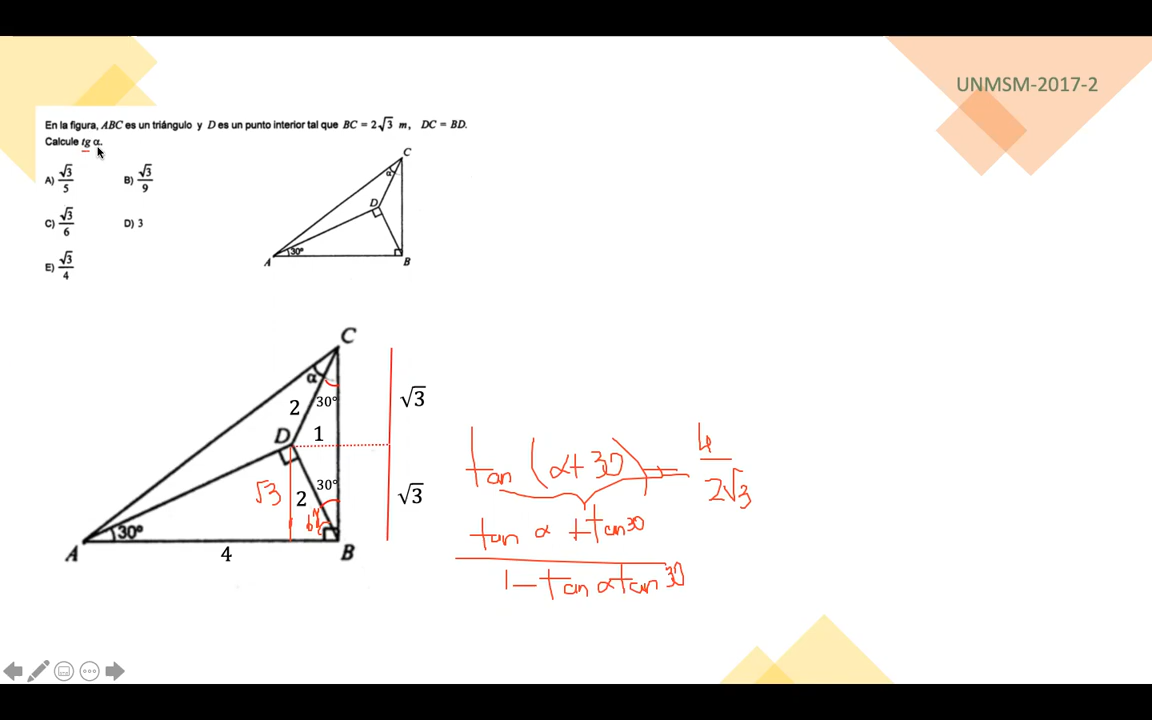 UNMSM-2017-2
En la figura, ABC es un triángulo y D es un punto interior tal que BC = 2√3 m, DC = BD.
Calcule tg α.
A) √3/5 B) √3/9
C) √3/6 D) 3
E) √3/4
C
α
D
30°
A
B
C
α
30°
√3
2
D
1
30°
√3
2
√3
30°
A
4
B
tan (α+30) = 4/2√3
tan α + tan30
1 - tan α tan 30